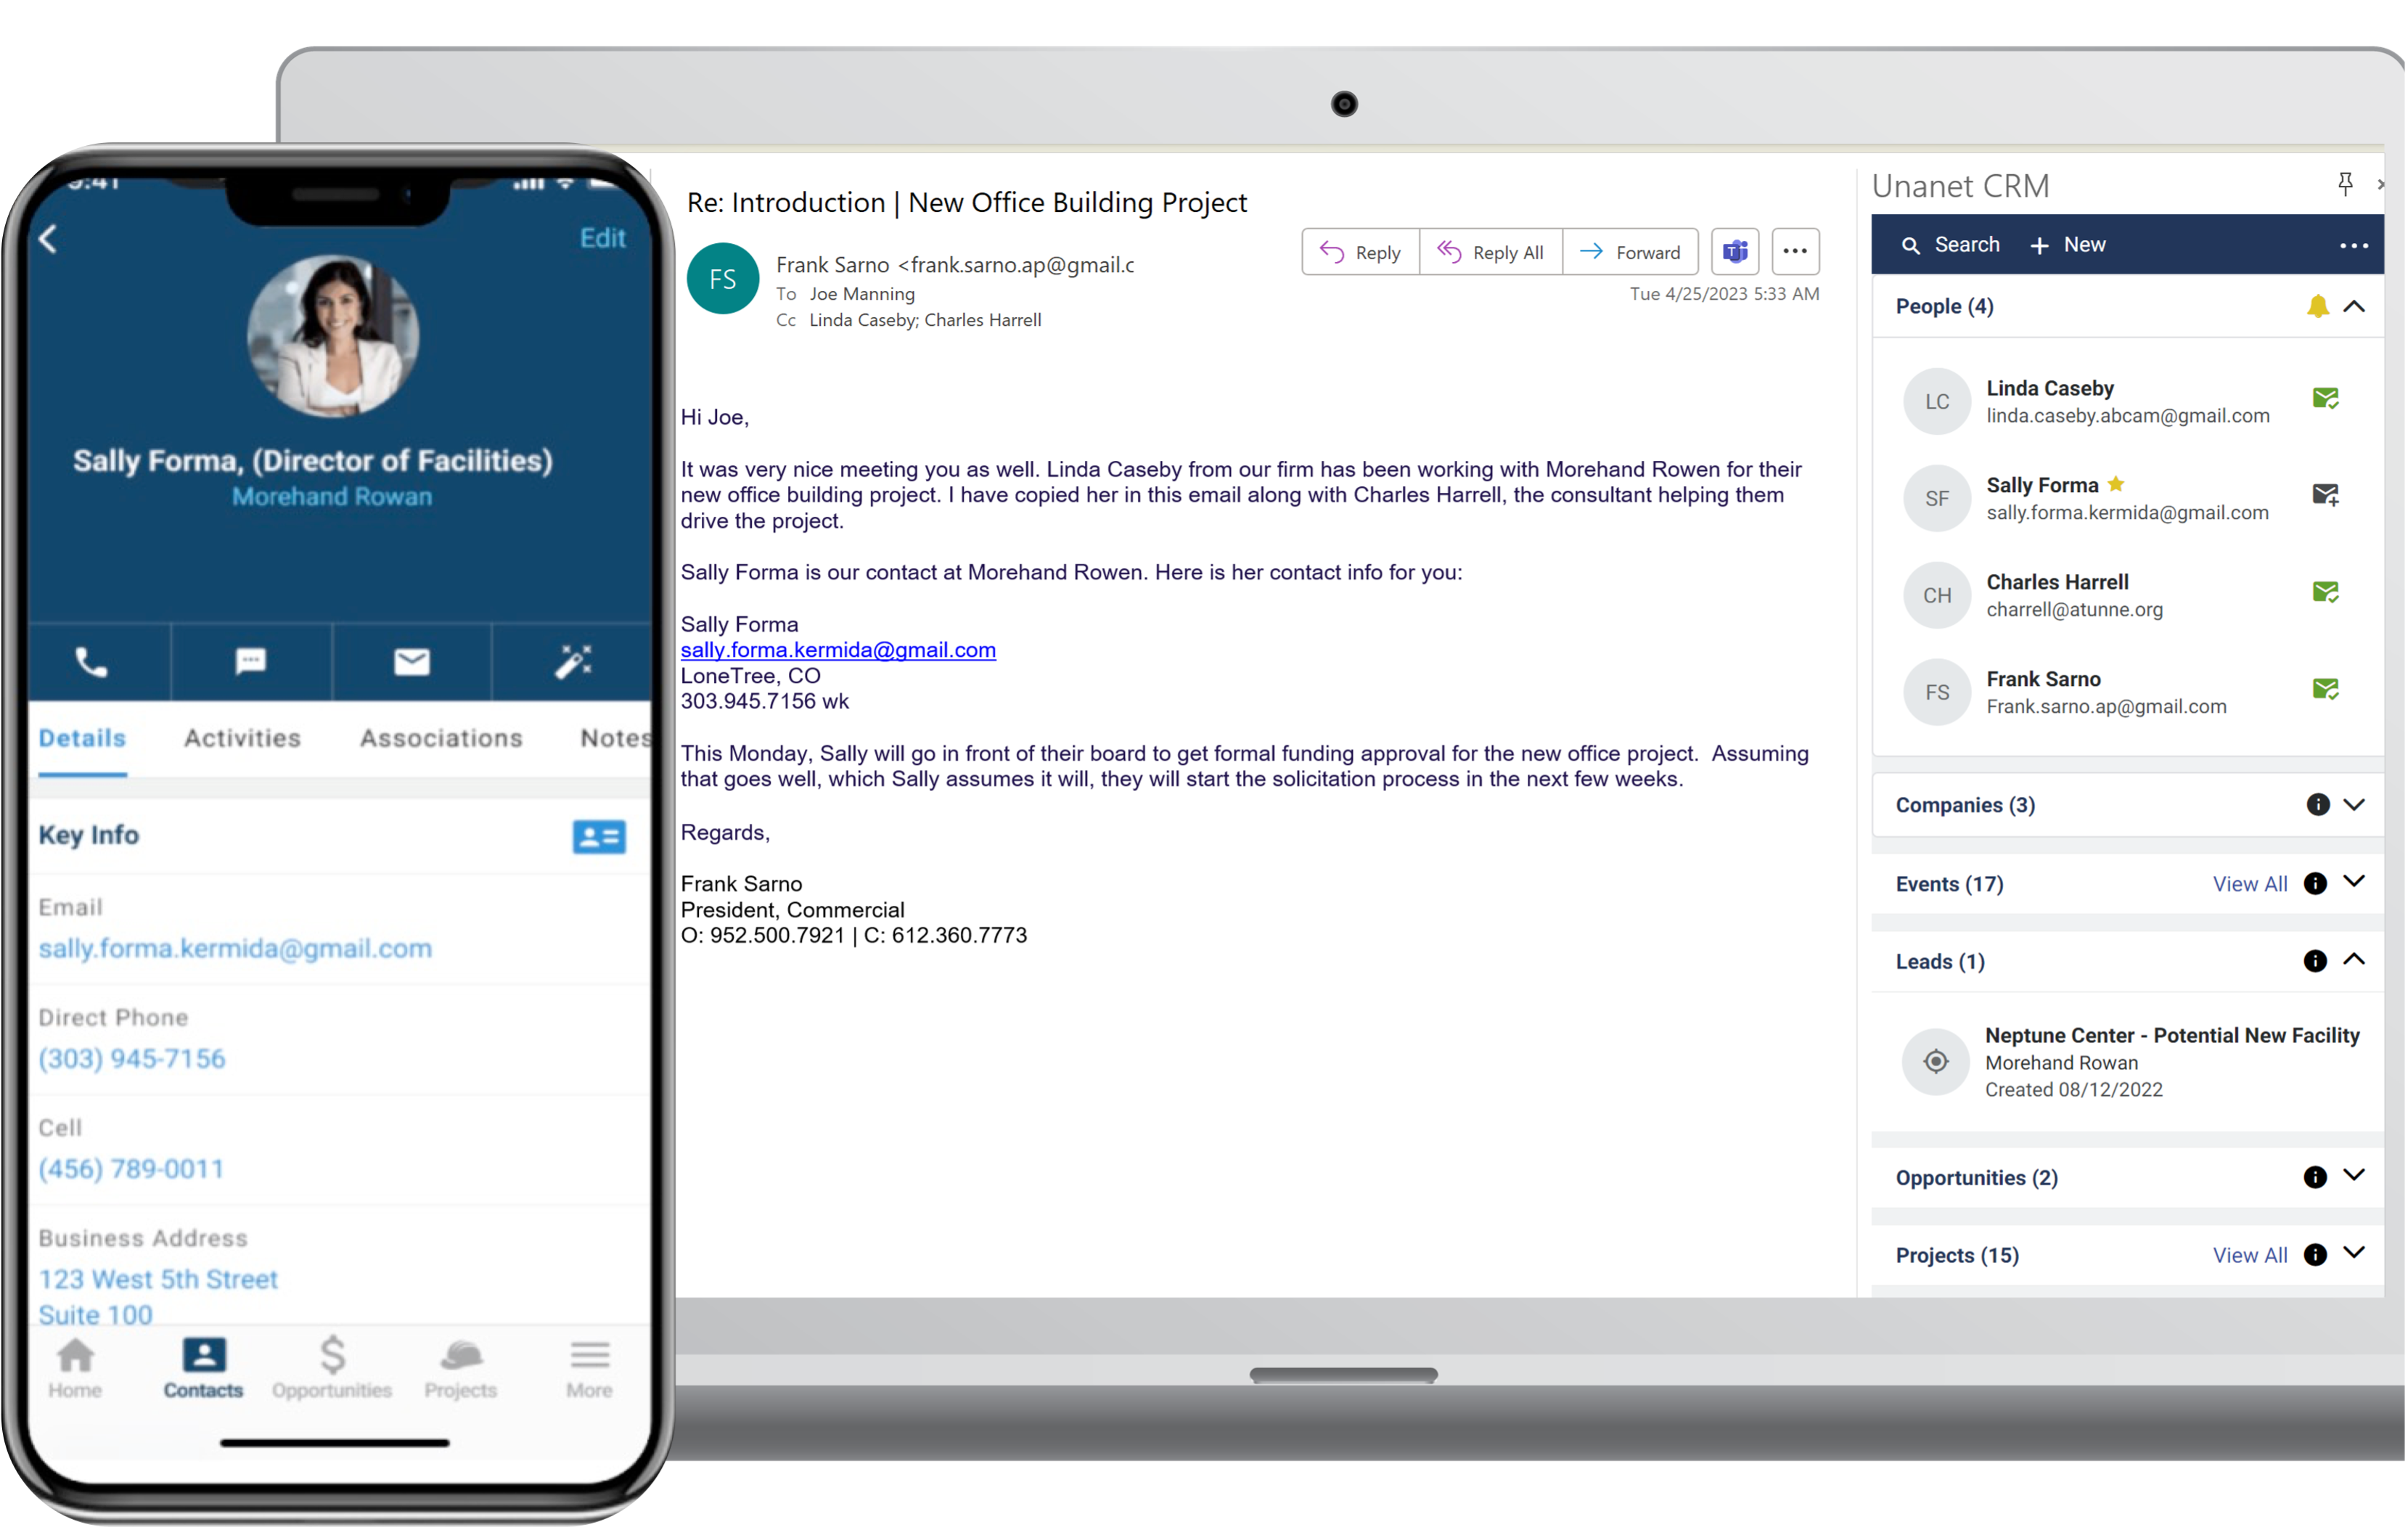 9:41
Edit
Sally Forma, (Director of Facilities)
Morehand Rowan
Details Activities Associations Notes
Key Info
Email
sally.forma.kermida@gmail.com
Direct Phone
(303) 945-7156
Cell
(456) 789-0011
Business Address
123 West 5th Street
Suite 100
Home Contacts Opportunities Projects More
Re: Introduction | New Office Building Project
FS
Frank Sarno <frank.sarno.ap@gmail.c
To Joe Manning
Cc Linda Caseby; Charles Harrell
Reply Reply All Forward
Tue 4/25/2023 5:33 AM
Hi Joe,
It was very nice meeting you as well. Linda Caseby from our firm has been working with Morehand Rowen for their
new office building project. I have copied her in this email along with Charles Harrell, the consultant helping them
drive the project.
Sally Forma is our contact at Morehand Rowen. Here is her contact info for you:
Sally Forma
sally.forma.kermida@gmail.com
LoneTree, CO
303.945.7156 wk
This Monday, Sally will go in front of their board to get formal funding approval for the new office project. Assuming
that goes well, which Sally assumes it will, they will start the solicitation process in the next few weeks.
Regards,
Frank Sarno
President, Commercial
O: 952.500.7921 | C: 612.360.7773
Unanet CRM
Search + New
People (4)
LC
Linda Caseby
linda.caseby.abcam@gmail.com
SF
Sally Forma
sally.forma.kermida@gmail.com
CH
Charles Harrell
charrell@atunne.org
FS
Frank Sarno
Frank.sarno.ap@gmail.com
Companies (3)
Events (17) View All
Leads (1)
Neptune Center - Potential New Facility
Morehand Rowan
Created 08/12/2022
Opportunities (2)
Projects (15) View All